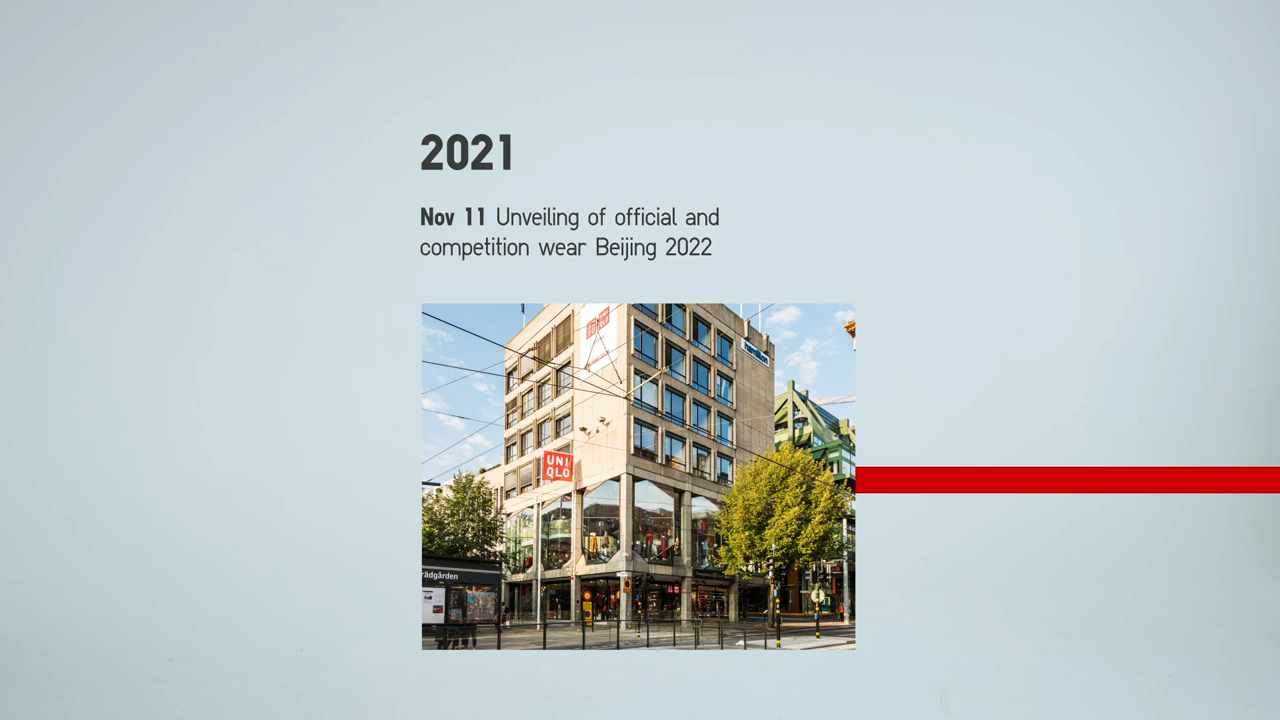 2021
Nov 11 Unveiling of official and
competition wear Beijing 2022
UNI
QLO
rädgården